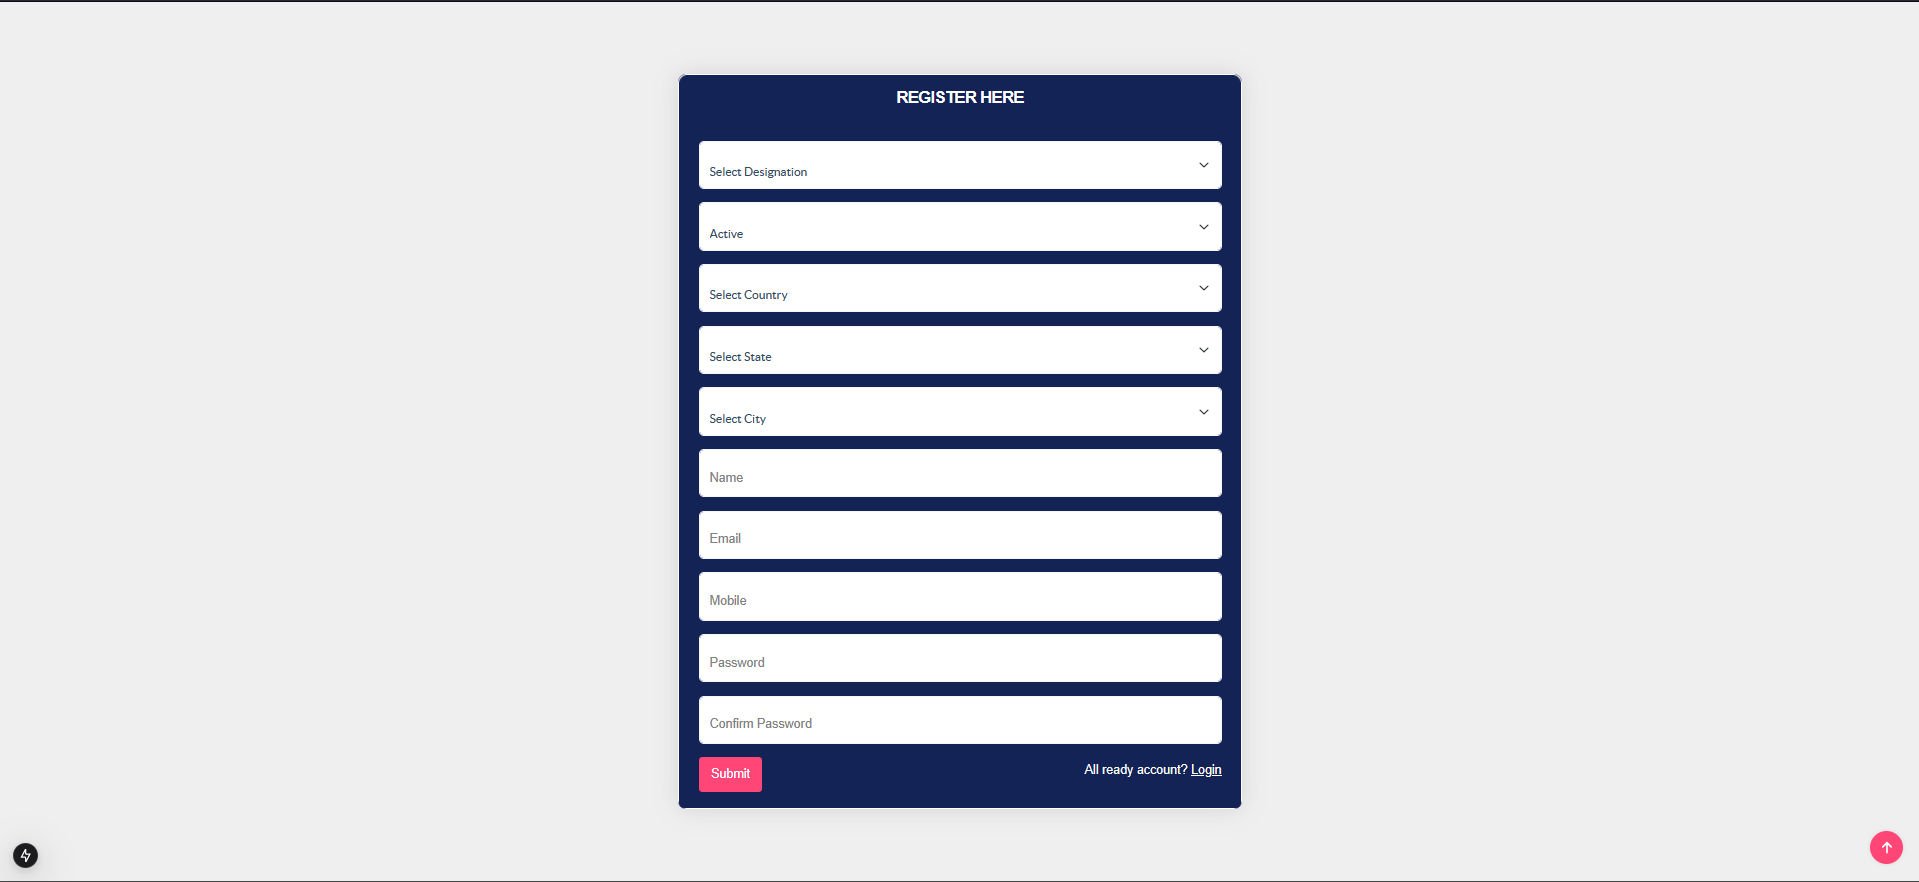 REGISTER HERE
Select Designation
Active
Select Country
Select State
Select City
Name
Email
Mobile
Password
Confirm Password
Submit
All ready account? Login